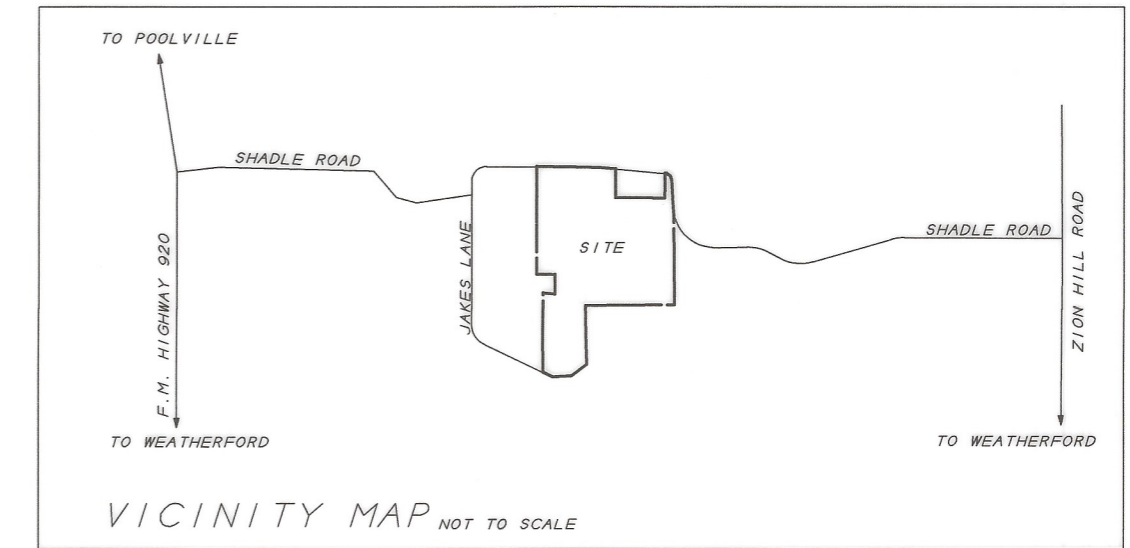 TO POOLVILLE
SHADLE ROAD
F.M. HIGHWAY 920
JAKES LANE
SITE
SHADLE ROAD
ZION HILL ROAD
TO WEATHERFORD
TO WEATHERFORD
VICINITY MAP NOT TO SCALE